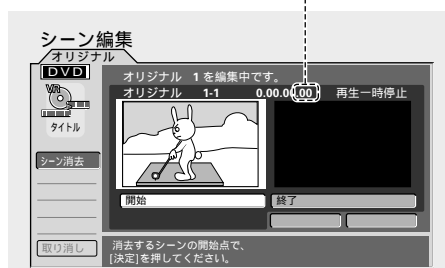 シーン編集
オリジナル
DVD
オリジナル 1 を編集中です。
オリジナル 1-1 0.00.00.00 再生一時停止
VR
タイトル
シーン消去
開始 終了
取り消し 消去するシーンの開始点で、
[決定]を押してください。